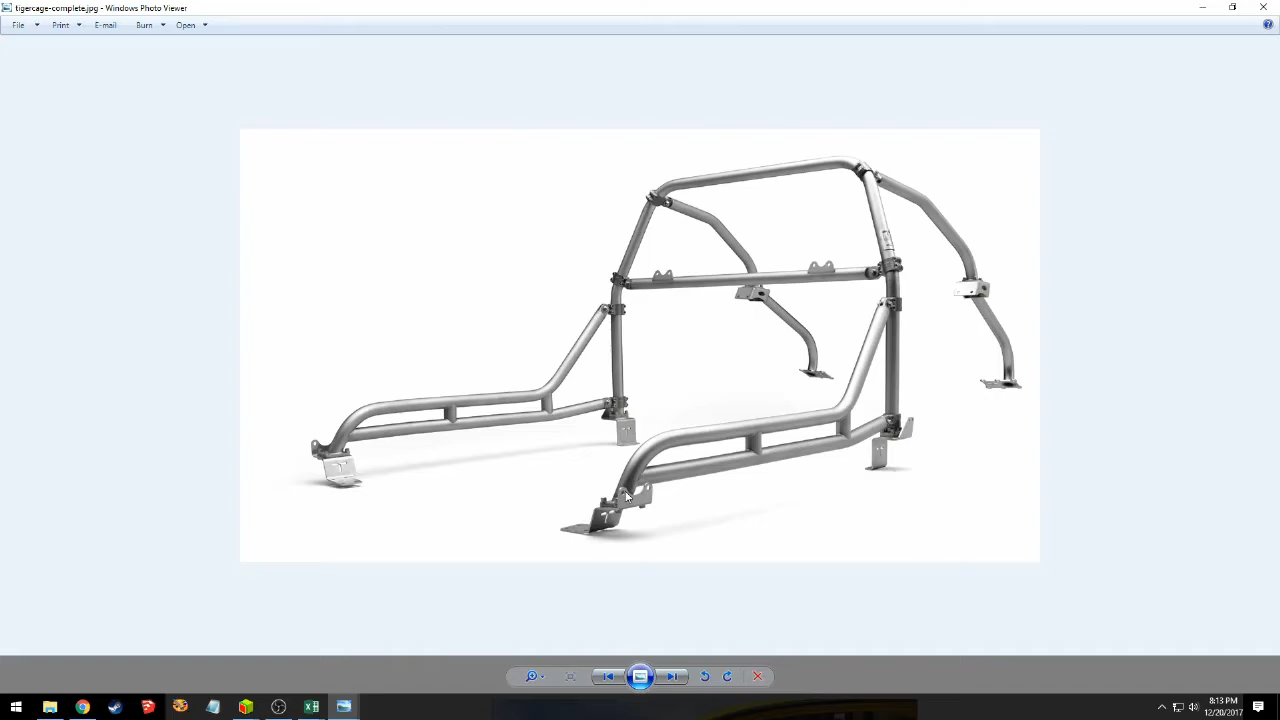 tigercage-complete.jpg - Windows Photo Viewer
File Print E-mail Burn Open
T
T
T
T
8:13 PM
12/20/2017